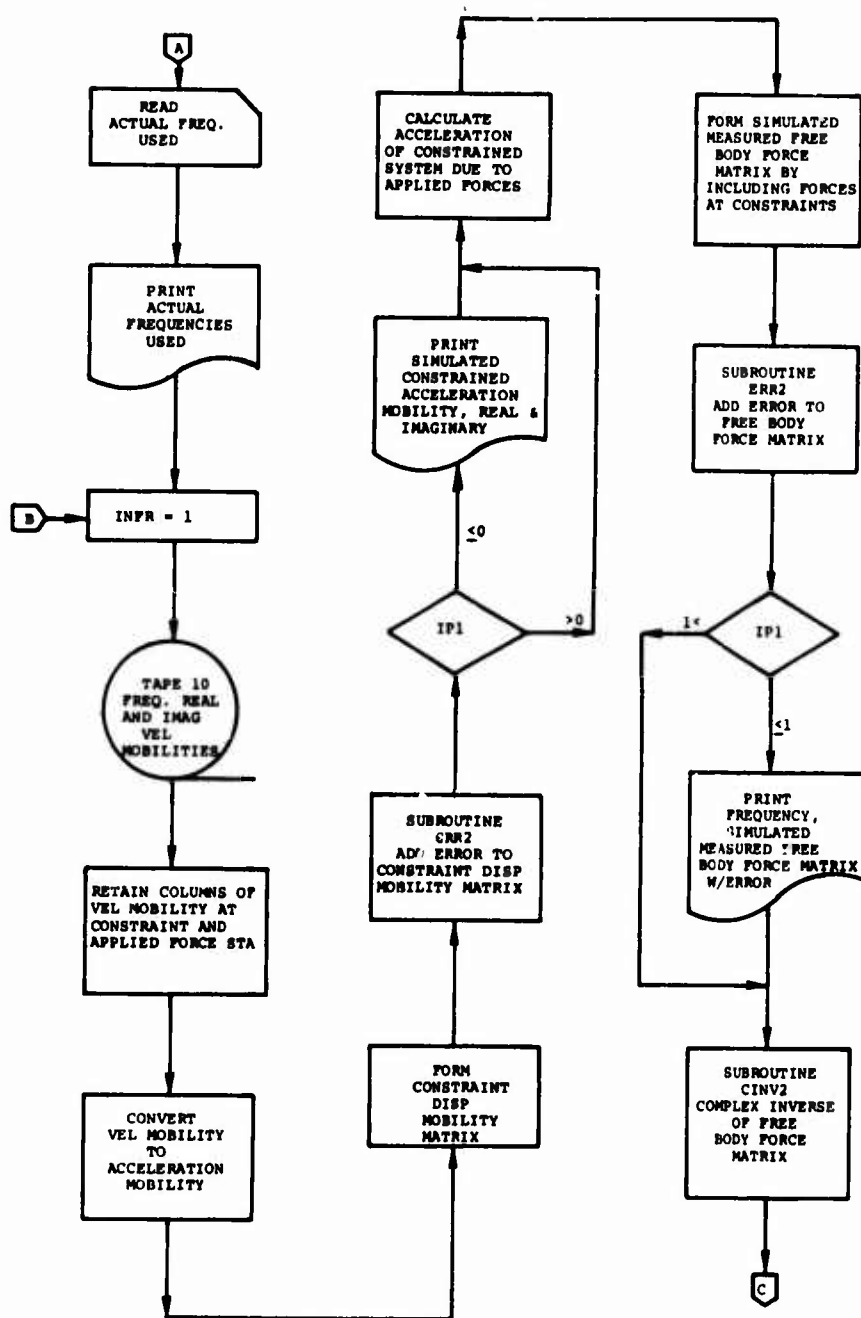 A
READ
ACTUAL FREQ.
USED
PRINT
ACTUAL
FREQUENCIES
USED
B
INFR = 1
TAPE 10
FREQ. REAL
AND IMAG
VEL
MOBILITIES
RETAIN COLUMNS OF
VEL MOBILITY AT
CONSTRAINT AND
APPLIED FORCE STA
CONVERT
VEL MOBILITY
TO
ACCELERATION
MOBILITY
CALCULATE
ACCELERATION
OF CONSTRAINED
SYSTEM DUE TO
APPLIED FORCES
PRINT
SIMULATED
CONSTRAINED
ACCELERATION
MOBILITY, REAL &
IMAGINARY
≤0
IP1
>0
SUBROUTINE
ERR2
ADD ERROR TO
CONSTRAINT DISP
MOBILITY MATRIX
FORM
CONSTRAINT
DISP
MOBILITY
MATRIX
FORM SIMULATED
MEASURED FREE
BODY FORCE
MATRIX BY
INCLUDING FORCES
AT CONSTRAINTS
SUBROUTINE
ERR2
ADD ERROR TO
FREE BODY
FORCE MATRIX
1<
IP1
≤1
PRINT
FREQUENCY,
SIMULATED
MEASURED FREE
BODY FORCE MATRIX
W/ERROR
SUBROUTINE
CINV2
COMPLEX INVERSE
OF FREE
BODY FORCE
MATRIX
C